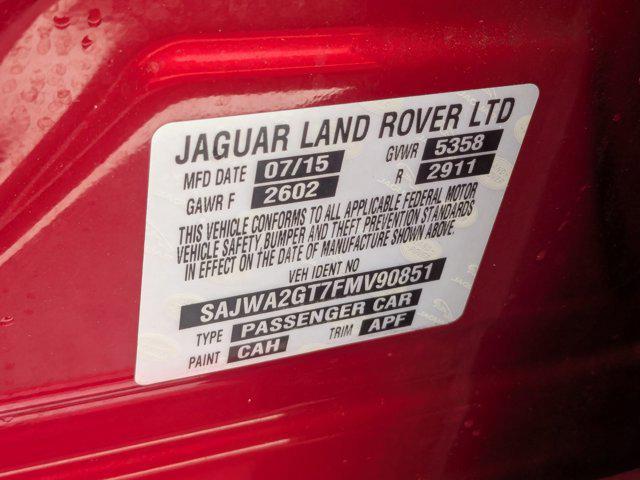 JAGUAR LAND ROVER LTD
MFD DATE 07/15 GVWR 5358
GAWR F 2602 R 2911
THIS VEHICLE CONFORMS TO ALL APPLICABLE FEDERAL MOTOR
VEHICLE SAFETY, BUMPER AND THEFT PREVENTION STANDARDS
IN EFFECT ON THE DATE OF MANUFACTURE SHOWN ABOVE.
VEH IDENT NO
SAJWA2GT7FMV90851
TYPE PASSENGER CAR
PAINT CAH TRIM APF